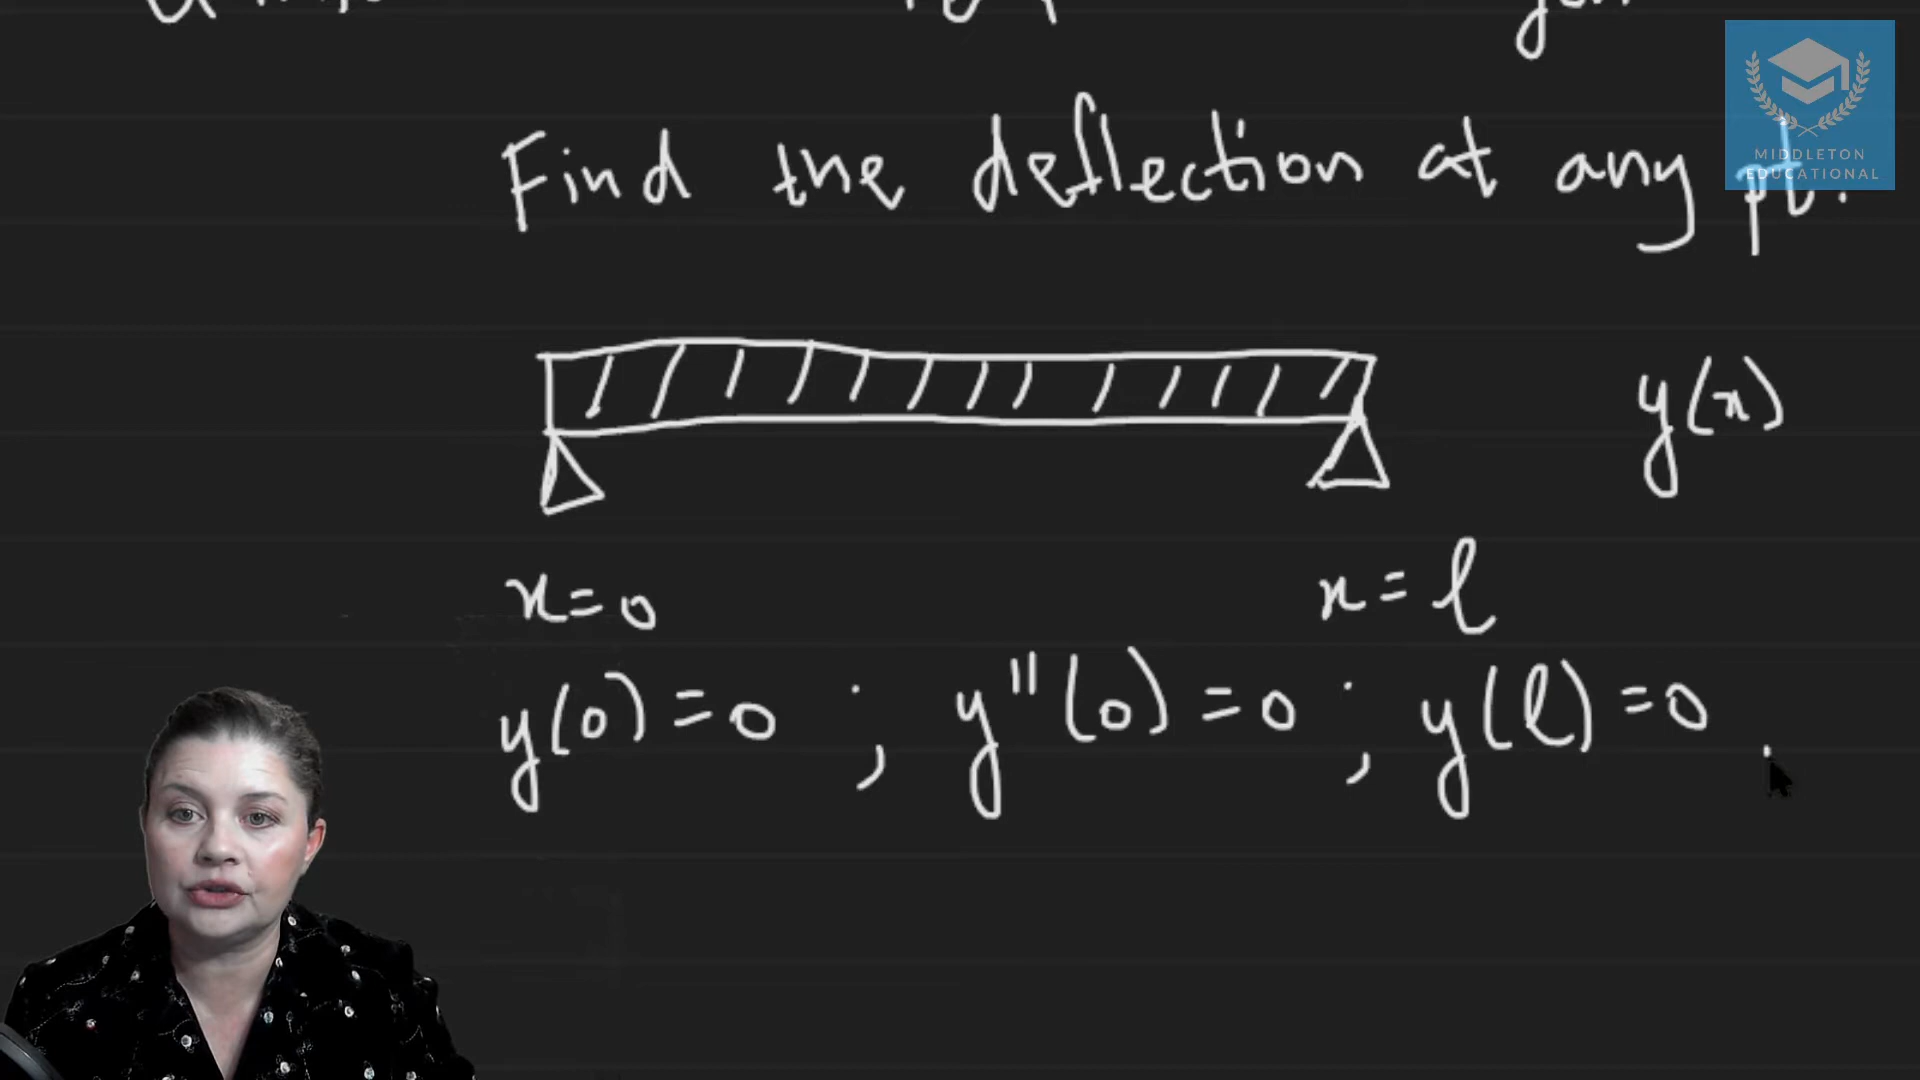 Find the deflection at any pt.
y(x)
x=0 x=l
y(0)=0 ; y"(0)=0 ; y(l)=0 .
MIDDLETON
EDUCATIONAL